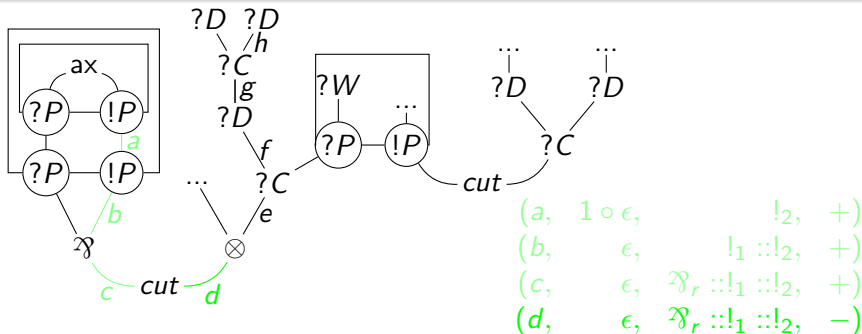 ?D ?D
h
?C
g
?D
f
?C
e
⊗
...
ax
?P !P
a
?P !P
b
⅋
c cut d
?W
...
?P !P
cut
... ...
?D ?D
?C
(a, 1 ∘ ϵ, !₂, +)
(b, ϵ, !₁ ::!₂, +)
(c, ϵ, ⅋ᵣ ::!₁ ::!₂, +)
(d, ϵ, ⅋ᵣ ::!₁ ::!₂, −)